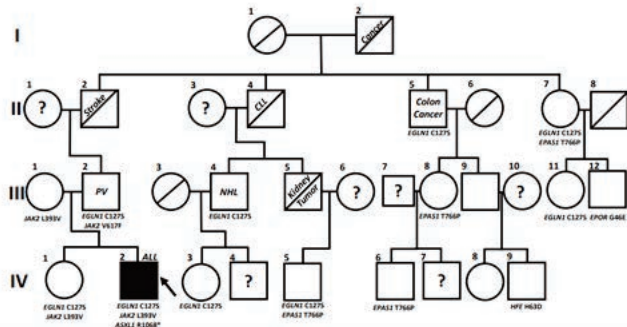 I
1
2
Cancer
II
1
2
3
4
5
6
7
8
?
Stroke
?
CLL
Colon
Cancer
EGLN1 C127S
EGLN1 C127S
EPAS1 T766P
III
1
2
3
4
5
6
7
8
9
10
11
12
PV
NHL
Kidney
Tumor
?
?
?
JAK2 L393V
EGLN1 C127S
JAK2 V617F
EGLN1 C127S
EPAS1 T766P
EGLN1 C127S
EPOR G46E
IV
1
2
ALL
3
4
5
6
7
8
9
?
?
EGLN1 C127S
JAK2 L393V
EGLN1 C127S
JAK2 L393V
ASXL1 R1068*
EGLN1 C127S
EGLN1 C127S
EPAS1 T766P
EPAS1 T766P
HFE H63D